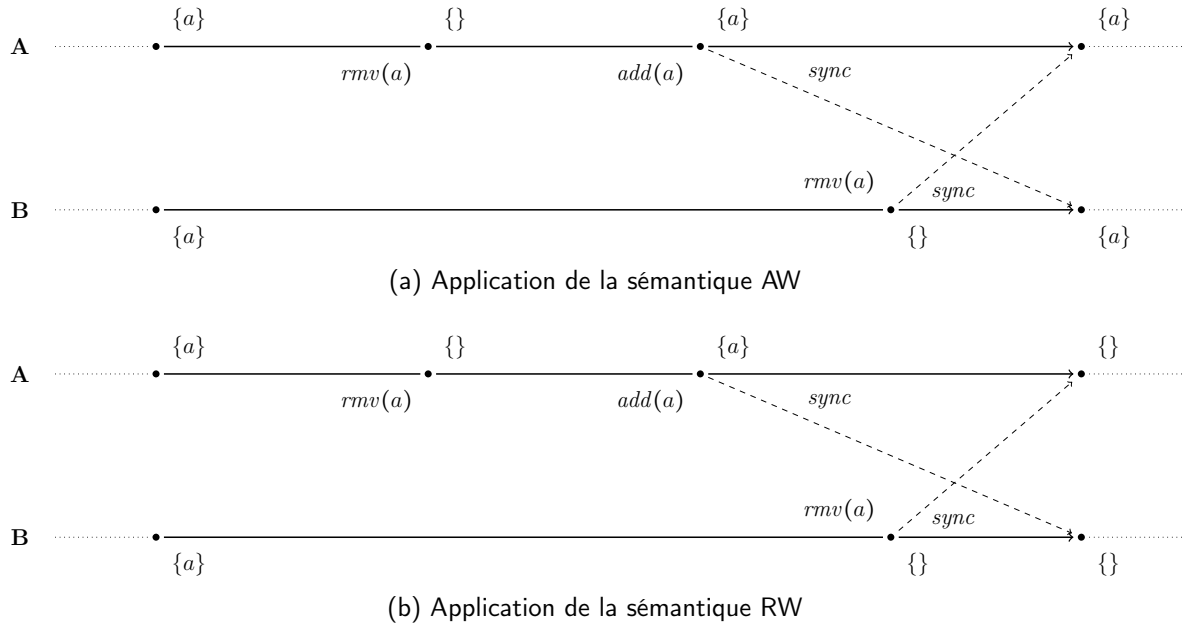 {a} {} {a} {a}
A
rmv(a) add(a) sync
rmv(a)
B sync
{a} {} {a}
(a) Application de la sémantique AW
{a} {} {a} {}
A
rmv(a) add(a) sync
rmv(a)
B sync
{a} {} {}
(b) Application de la sémantique RW